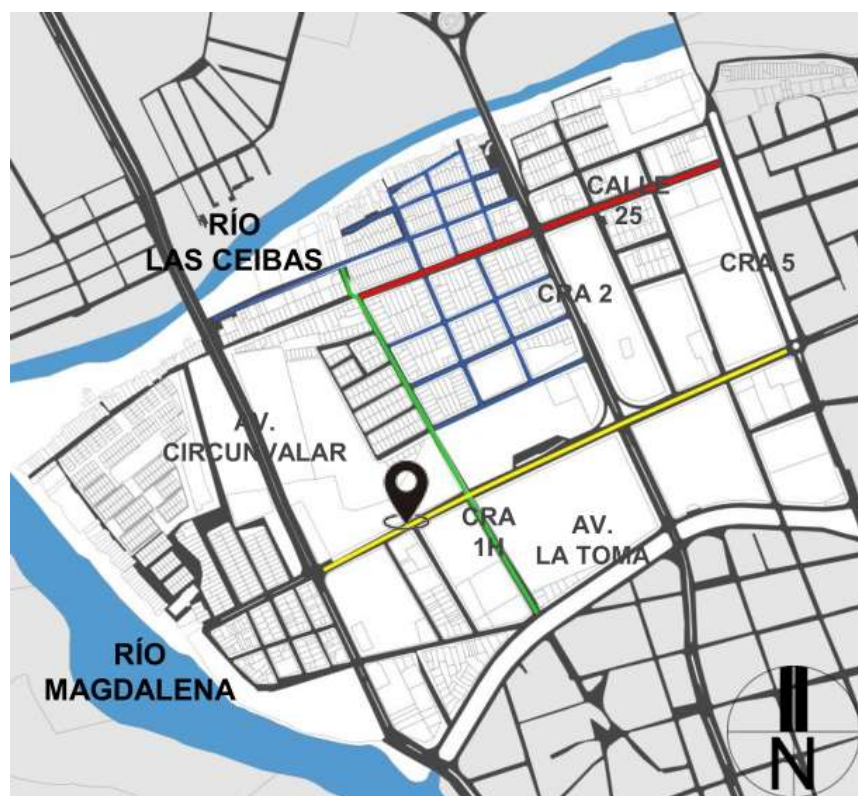 RÍO
LAS CEIBAS
CALLE
25
CRA 5
CRA 2
AV.
CIRCUNVALAR
CRA
1H
AV.
LA TOMA
RÍO
MAGDALENA
N